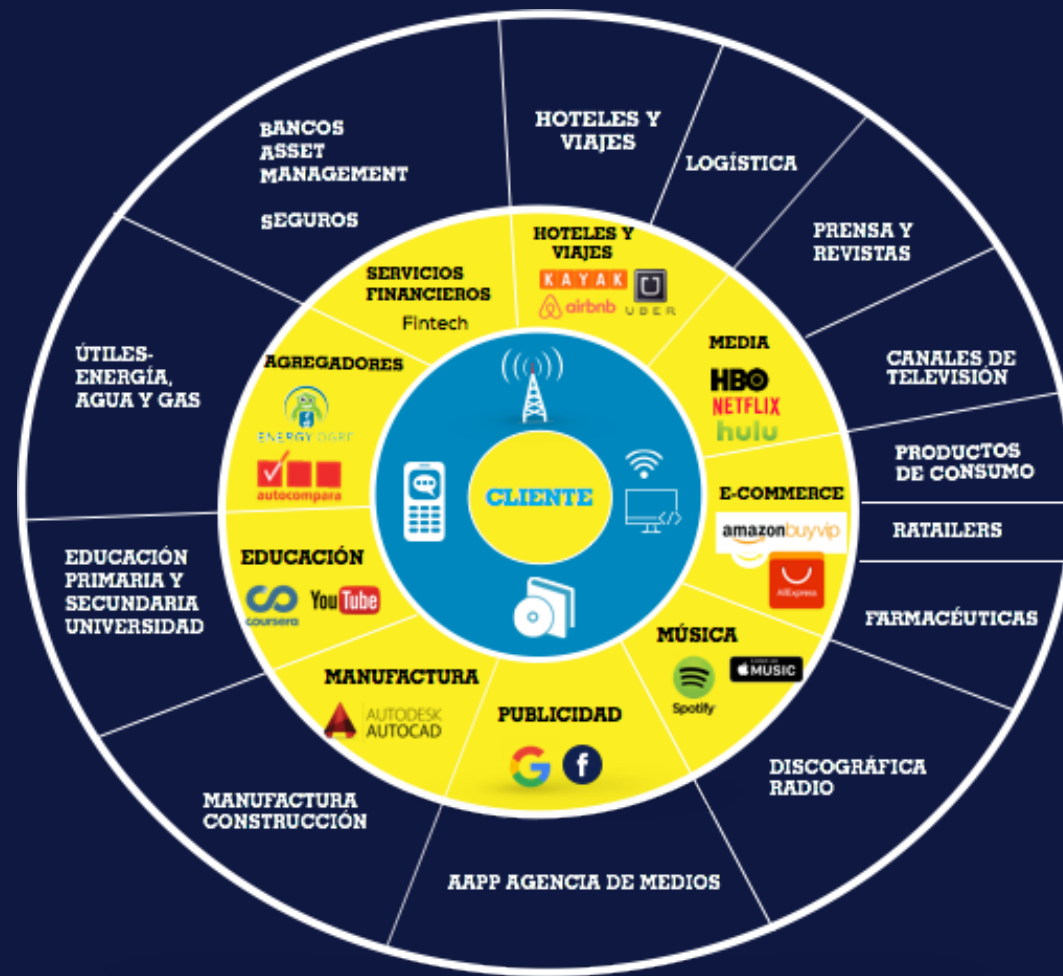 BANCOS
ASSET
MANAGEMENT
SEGUROS
HOTELES Y
VIAJES
LOGÍSTICA
PRENSA Y
REVISTAS
CANALES DE
TELEVISIÓN
PRODUCTOS
DE CONSUMO
RATAILERS
FARMACÉUTICAS
DISCOGRÁFICA
RADIO
AAPP AGENCIA DE MEDIOS
MANUFACTURA
CONSTRUCCIÓN
EDUCACIÓN
PRIMARIA Y
SECUNDARIA
UNIVERSIDAD
ÚTILES-
ENERGÍA,
AGUA Y GAS
SERVICIOS
FINANCIEROS
Fintech
HOTELES Y
VIAJES
KAYAK
airbnb
UBER
MEDIA
HBO
NETFLIX
hulu
E-COMMERCE
amazonbuyvip
AliExpress
MÚSICA
MUSIC
Spotify
PUBLICIDAD
G f
MANUFACTURA
AUTODESK
AUTOCAD
EDUCACIÓN
coursera
YouTube
AGREGADORES
ENERGY OGRE
autocompara
CLIENTE